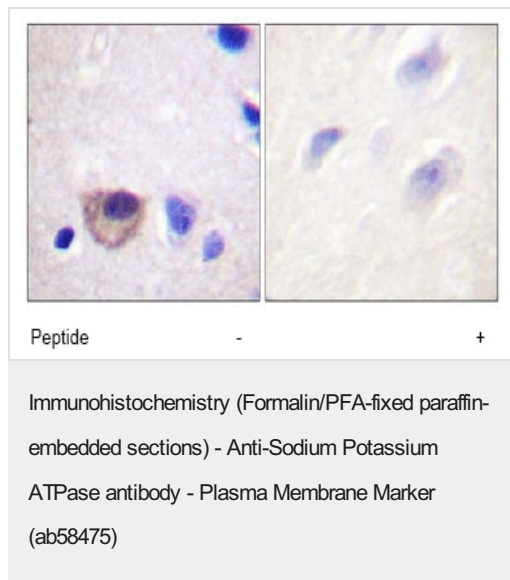 Peptide - +
Immunohistochemistry (Formalin/PFA-fixed paraffin-
embedded sections) - Anti-Sodium Potassium
ATPase antibody - Plasma Membrane Marker
(ab58475)